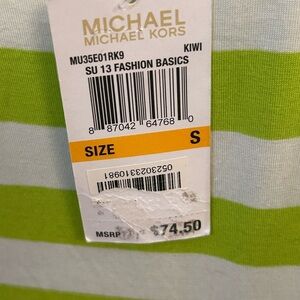 MICHAEL
MICHAEL KORS
MU35E01RK9 KIWI
SU 13 FASHION BASICS
8 87042 64768 0
SIZE S
0523023310981
MSRP $74.50